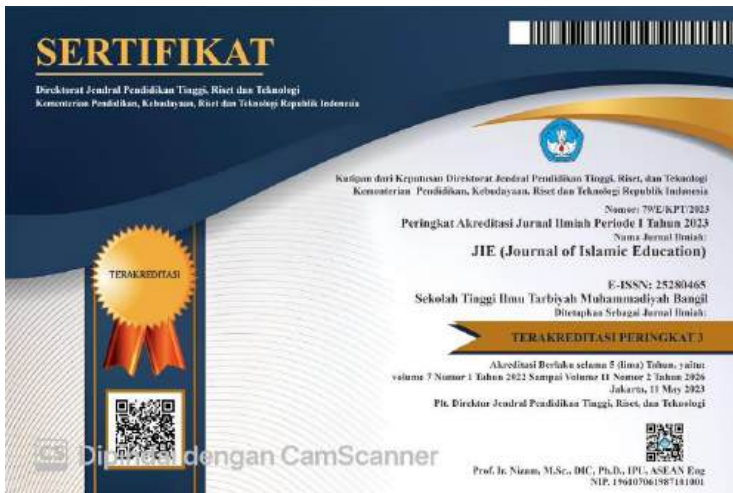 SERTIFIKAT
Direktorat Jendral Pendidikan Tinggi, Riset dan Teknologi
Kementerian Pendidikan, Kebudayaan, Riset dan Teknologi Republik Indonesia
Kutipan dari Keputusan Direktorat Jendral Pendidikan Tinggi, Riset, dan Teknologi
Kementerian Pendidikan, Kebudayaan, Riset dan Teknologi Republik Indonesia
Nomor: 79/E/KPT/2023
Peringkat Akreditasi Jurnal Ilmiah Periode I Tahun 2023
Nama Jurnal Ilmiah:
JIE (Journal of Islamic Education)
E-ISSN: 25280465
Sekolah Tinggi Ilmu Tarbiyah Muhammadiyah Bangil
Ditetapkan Sebagai Jurnal Ilmiah:
TERAKREDITASI PERINGKAT 3
TERAKREDITASI
Akreditasi Berlaku selama 5 (lima) Tahun, yaitu:
volume 7 Nomor 1 Tahun 2022 Sampai Volume 11 Nomor 2 Tahun 2026
Jakarta, 11 May 2023
Plt. Direktur Jendral Pendidikan Tinggi, Riset, dan Teknologi
Prof. Ir. Nizam, M.Sc., DIC, Ph.D., IPU, ASEAN Eng
NIP. 196107061987101001
CS Dipindai dengan CamScanner